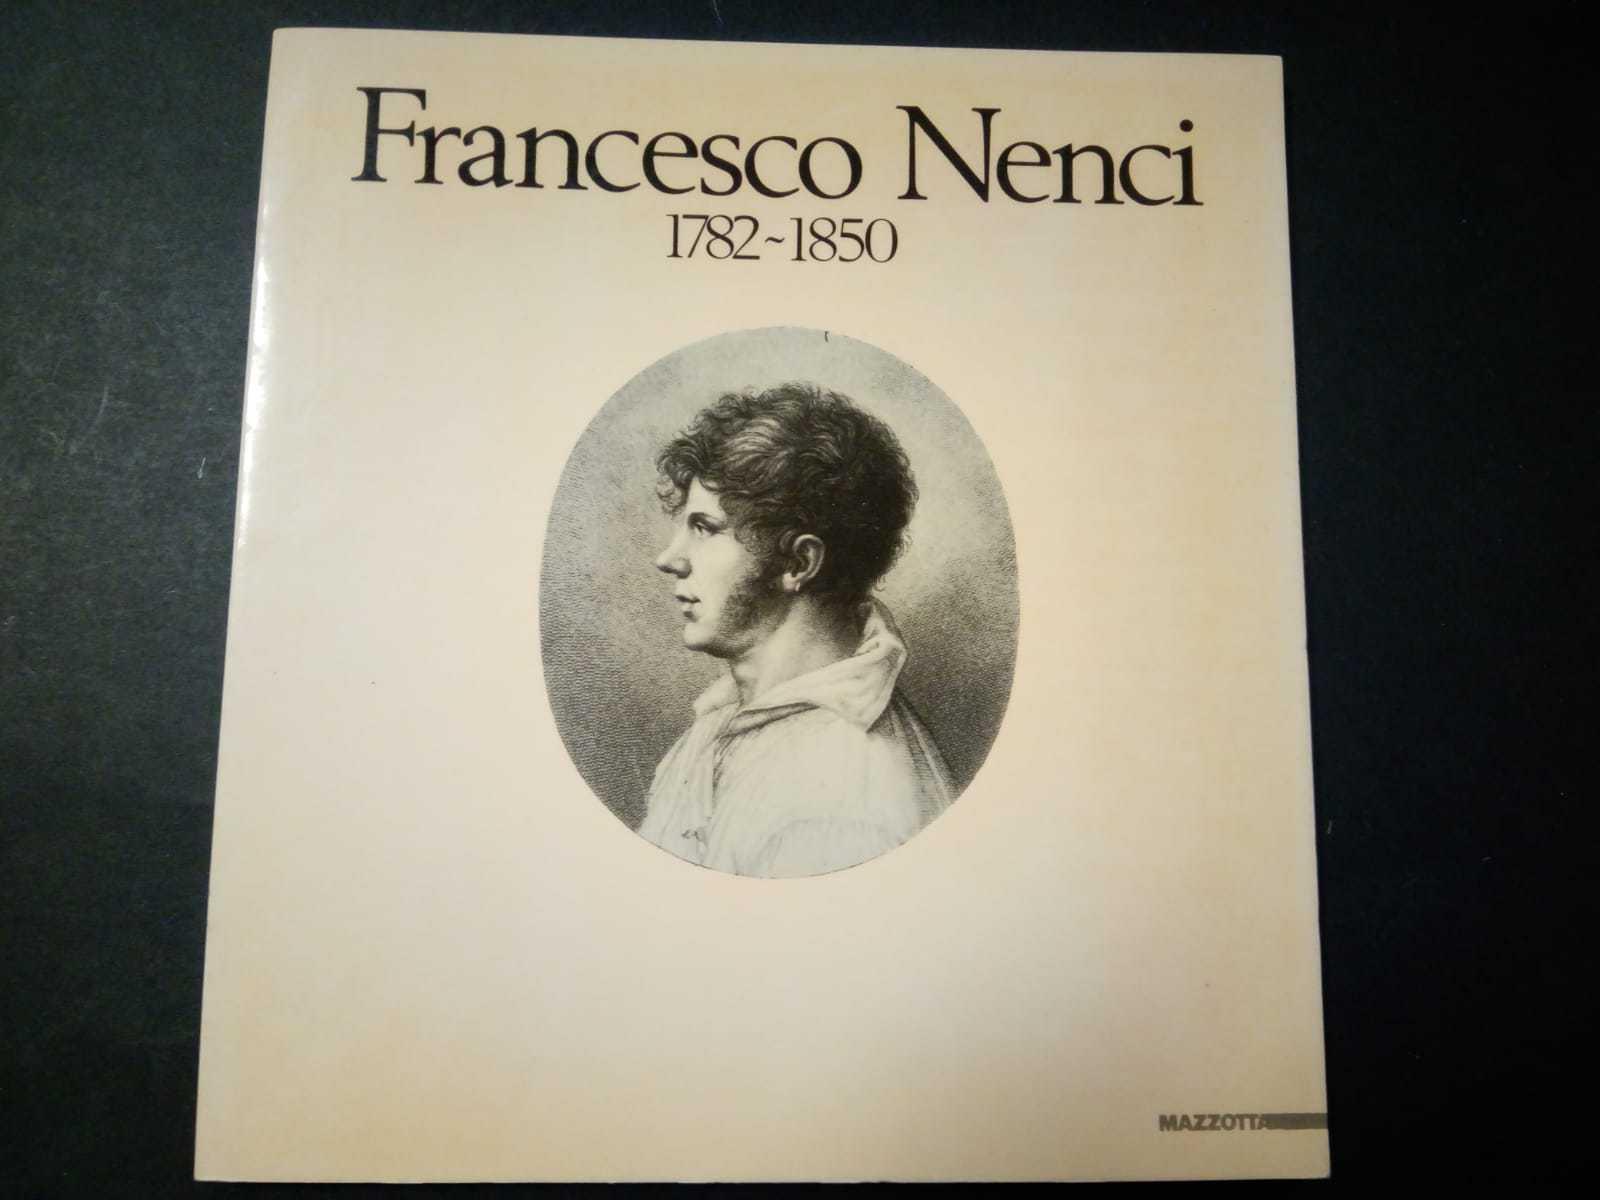 Francesco Nenci
1782~1850
MAZZOTTA